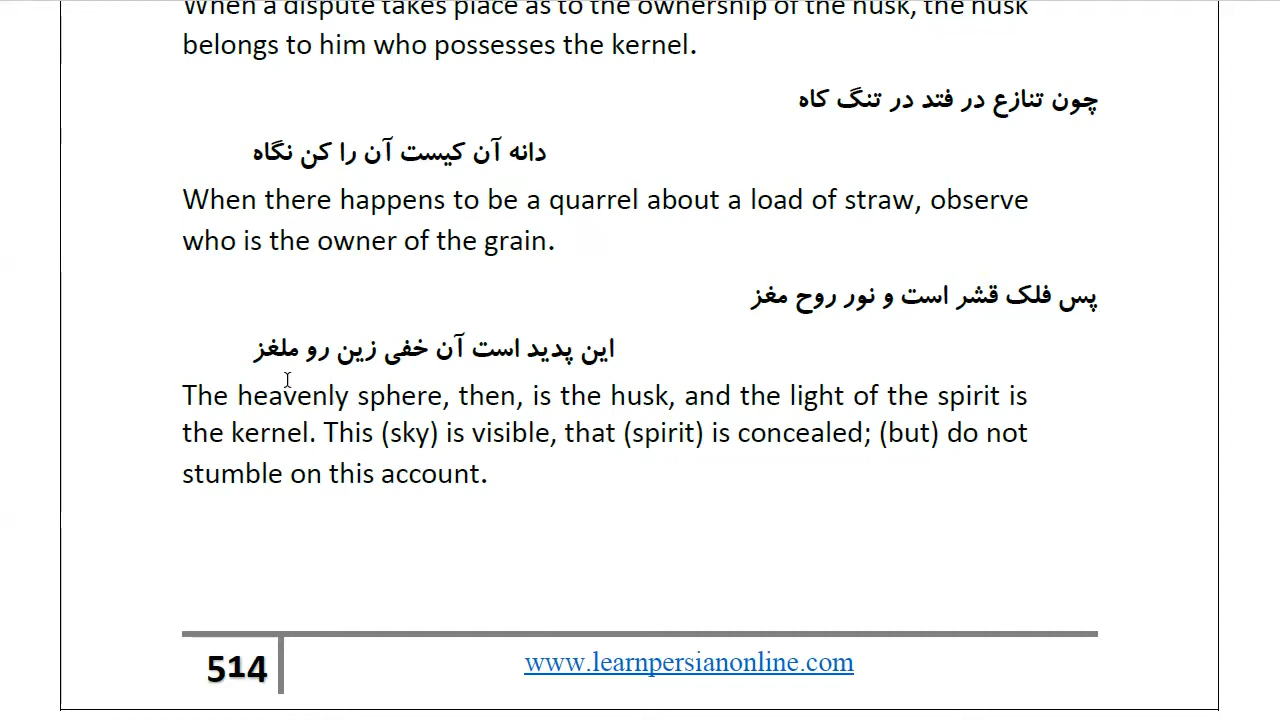 When a dispute takes place as to the ownership of the husk, the husk
belongs to him who possesses the kernel.
چون تنازع در فتد در تنگ کاه
دانه آن کیست آن را کن نگاه
When there happens to be a quarrel about a load of straw, observe
who is the owner of the grain.
پس فلک قشر است و نور روح مغز
این پدید است آن خفی زین رو ملغز
The heavenly sphere, then, is the husk, and the light of the spirit is
the kernel. This (sky) is visible, that (spirit) is concealed; (but) do not
stumble on this account.
514
www.learnpersianonline.com